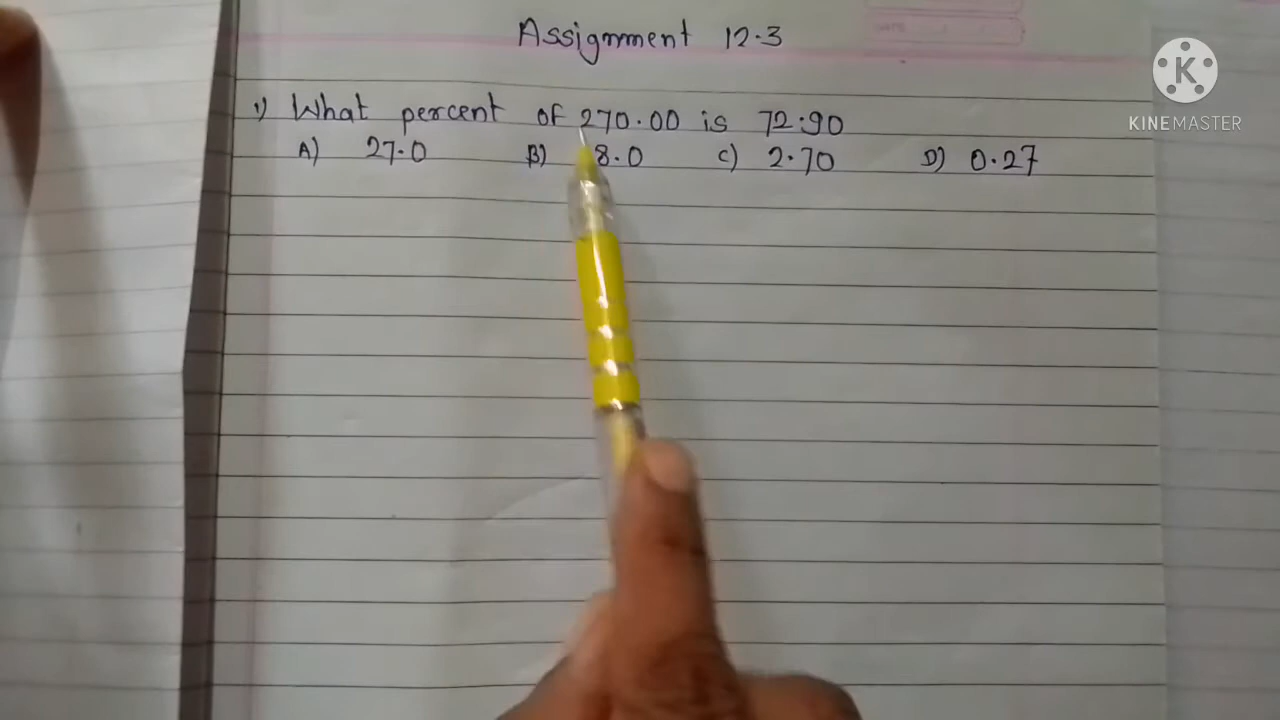 Assignment 12.3
1) What percent of 270.00 is 72.90
A) 27.0 B) 8.0 C) 2.70 D) 0.27
DATE
K
KINEMASTER